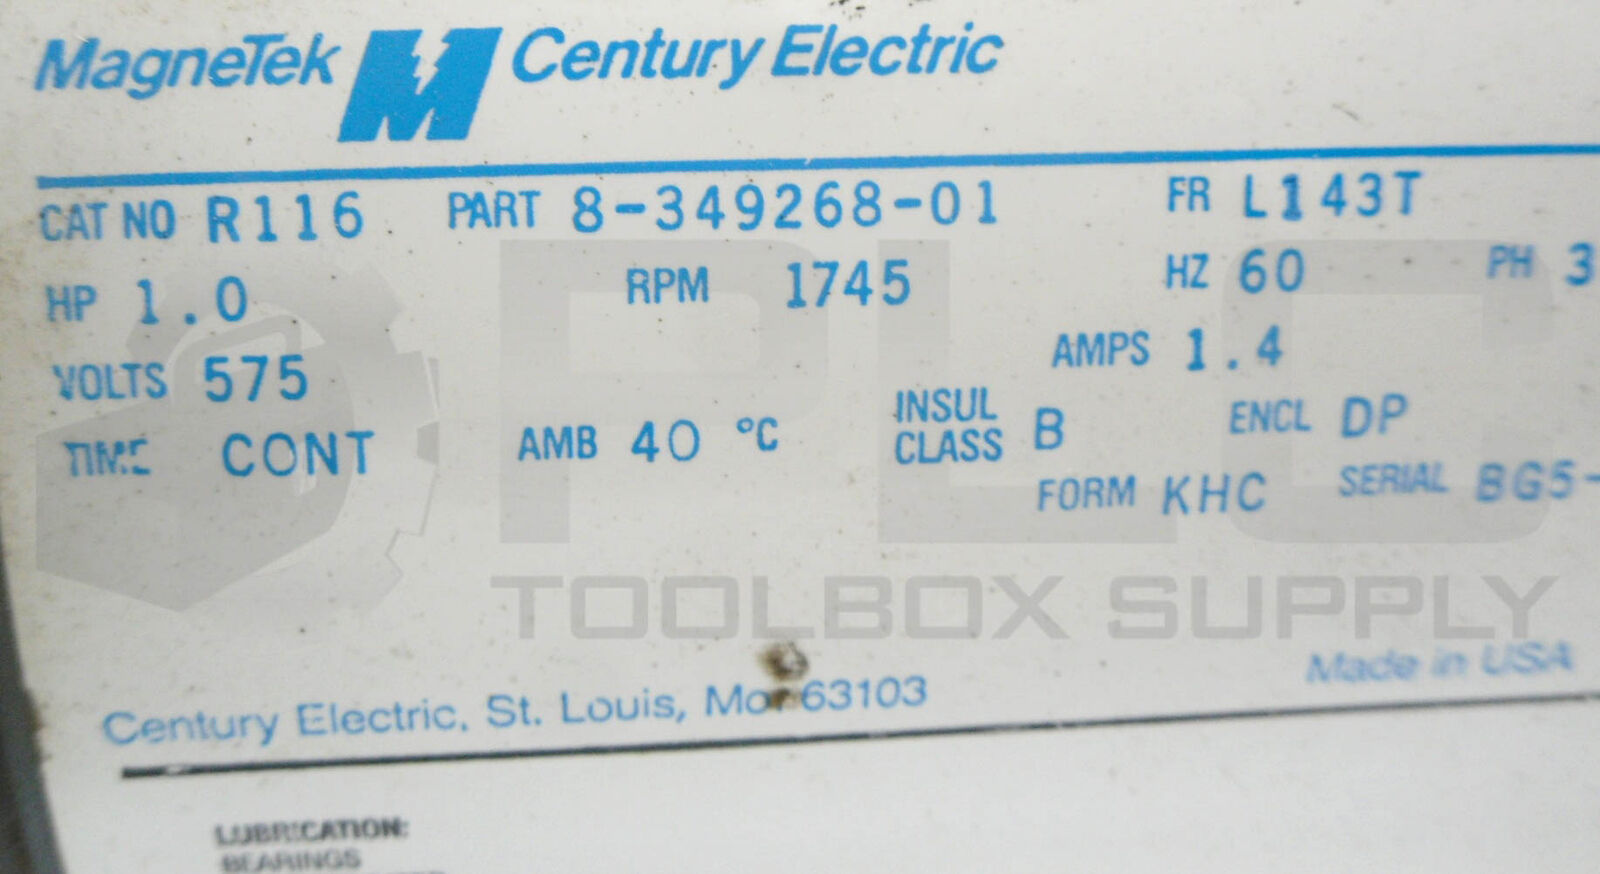 MagneTek Century Electric
CAT NO R116 PART 8-349268-01 FR L143T
HP 1.0 RPM 1745 HZ 60 PH 3
VOLTS 575 AMPS 1.4
TIME CONT AMB 40 °C INSUL CLASS B ENCL DP
FORM KHC SERIAL BG5-
PLC
TOOLBOX SUPPLY
Made in USA
Century Electric, St. Louis, Mo. 63103
LUBRICATION:
BEARINGS